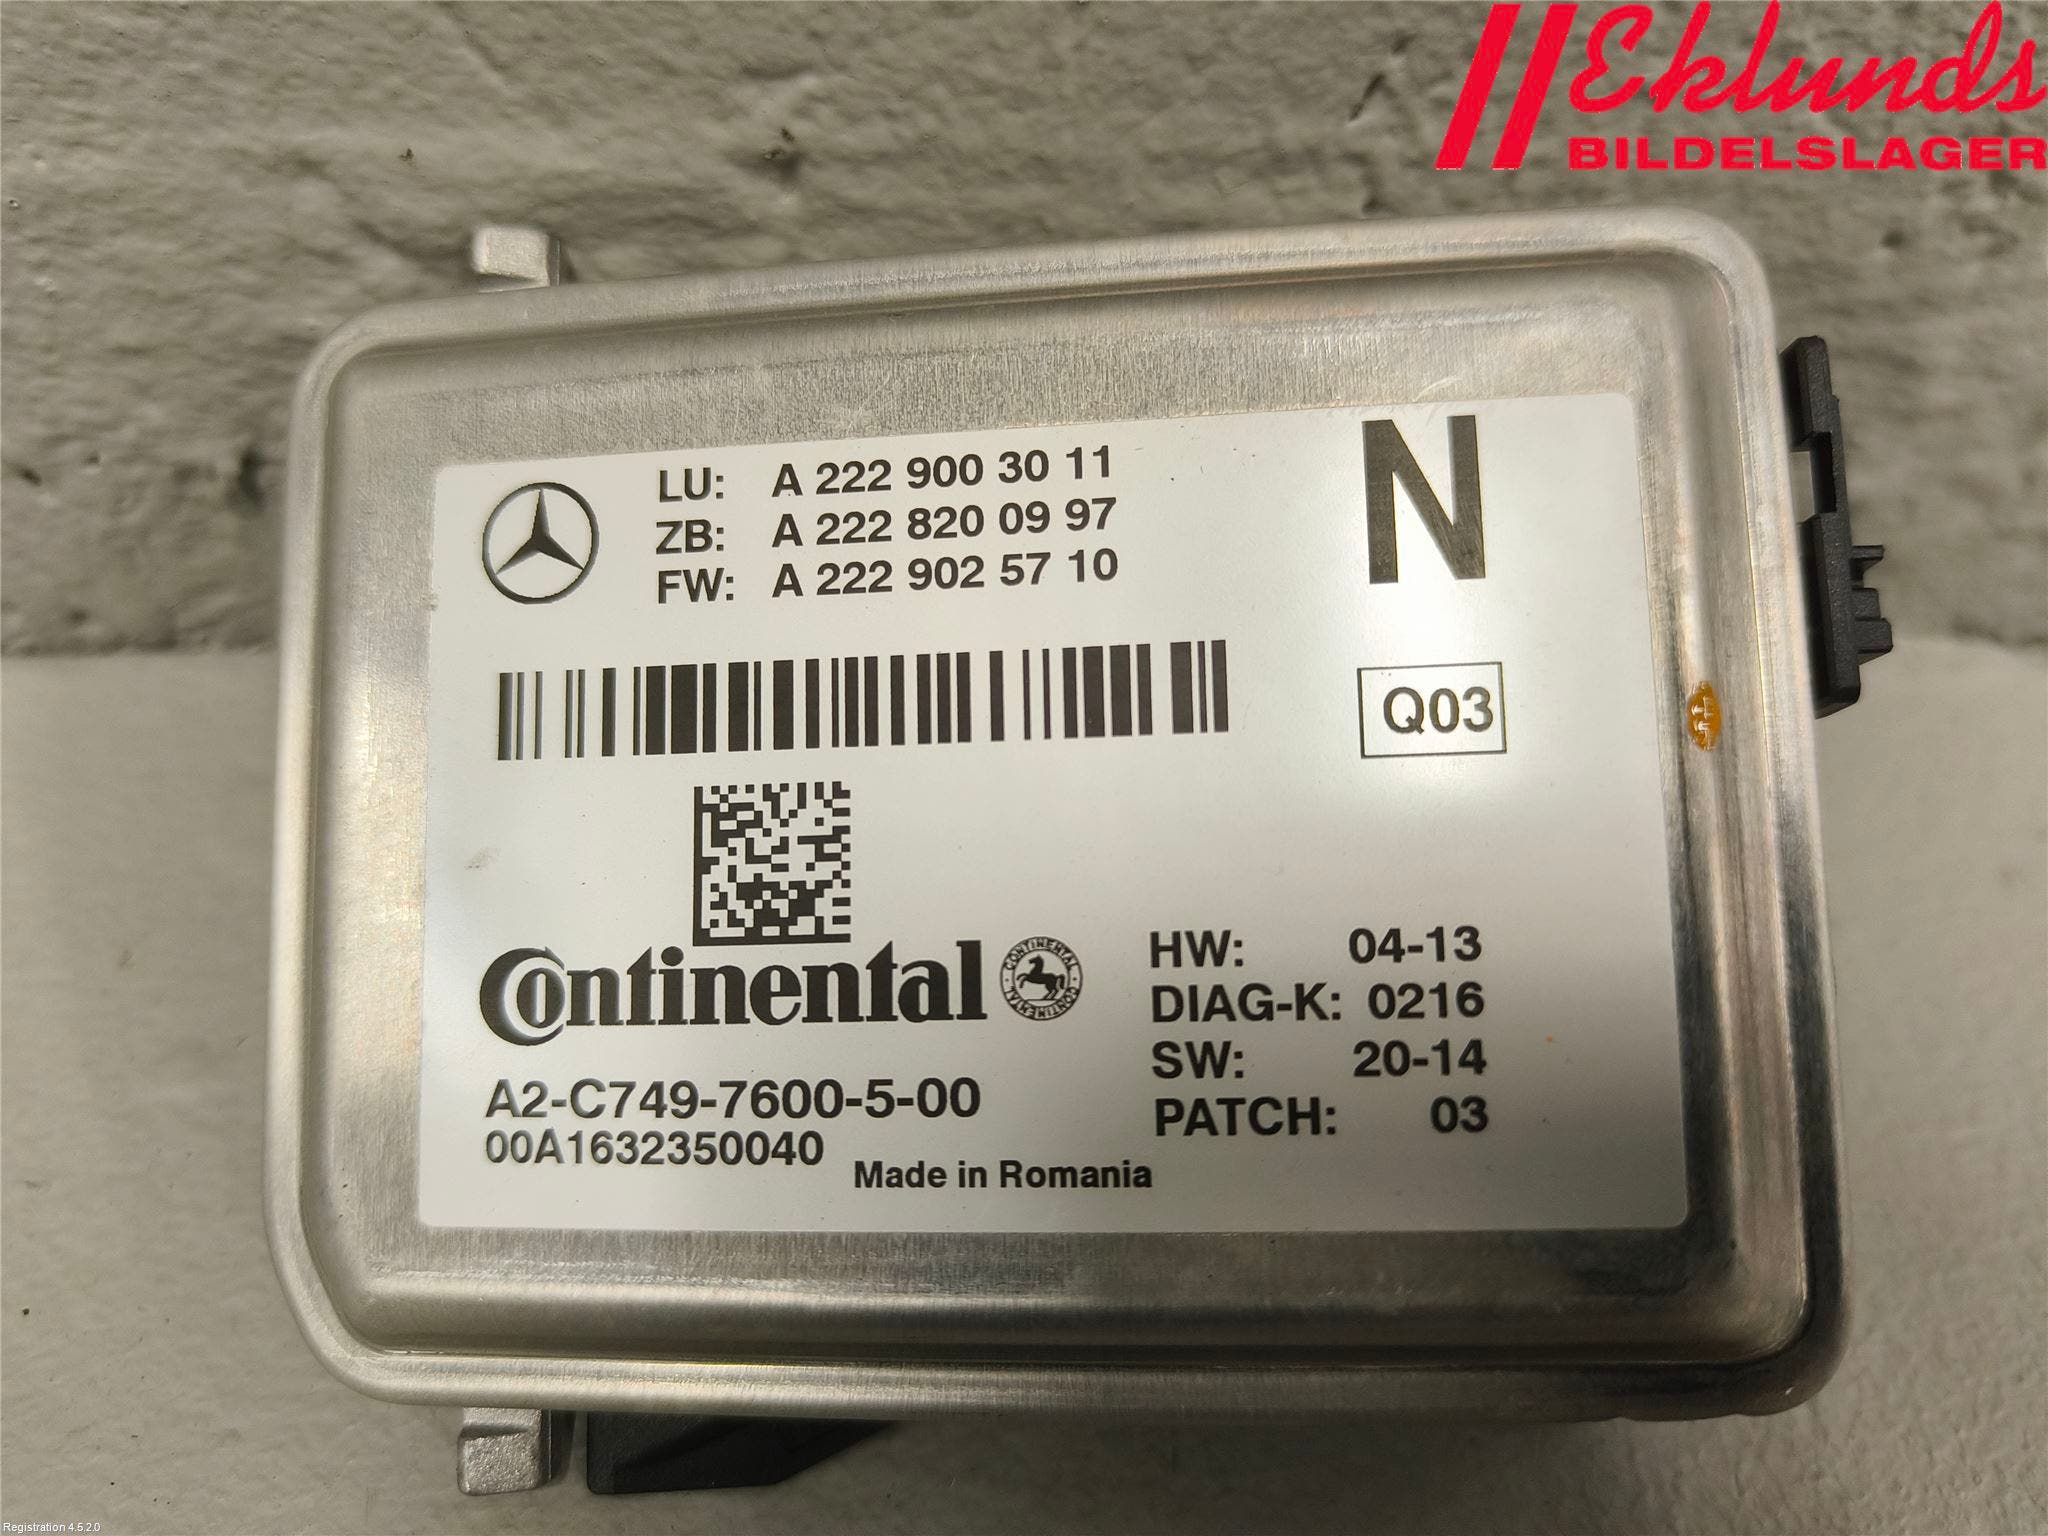 Eklunds
BILDELSLAGER
LU: A 222 900 30 11
ZB: A 222 820 09 97
FW: A 222 902 57 10
N
Q03
Continental
CONTINENTAL · CONTINENTAL ·
HW: 04-13
DIAG-K: 0216
SW: 20-14
PATCH: 03
A2-C749-7600-5-00
00A1632350040
Made in Romania
Registration 4.5.2.0